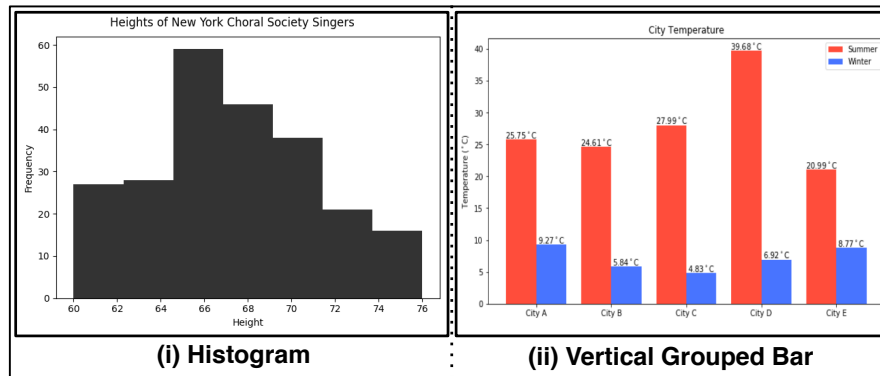 Heights of New York Choral Society Singers
60
50
40
30
20
10
0
Frequency
60 62 64 66 68 70 72 74 76
Height
(i) Histogram
City Temperature
Summer
Winter
40
35
30
25
20
15
10
5
0
Temperature (˚C)
25.75˚C
9.27˚C
24.61˚C
5.84˚C
27.99˚C
4.83˚C
39.68˚C
6.92˚C
20.99˚C
8.77˚C
City A City B City C City D City E
(ii) Vertical Grouped Bar